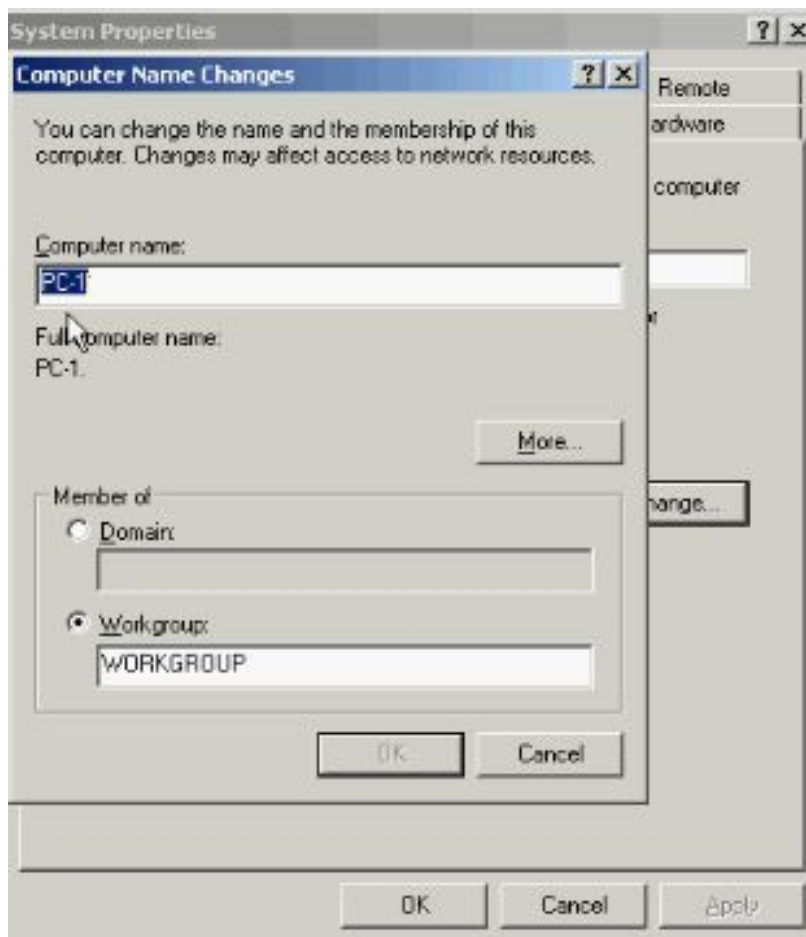 System Properties
Computer Name Changes
Remote
You can change the name and the membership of this
ardware
computer. Changes may affect access to network resources.
computer
Computer name:
PC-1
Full computer name:
PC-1.
More...
Member of
hange...
Domain:
Workgroup:
WORKGROUP
OK Cancel
OK Cancel Apply